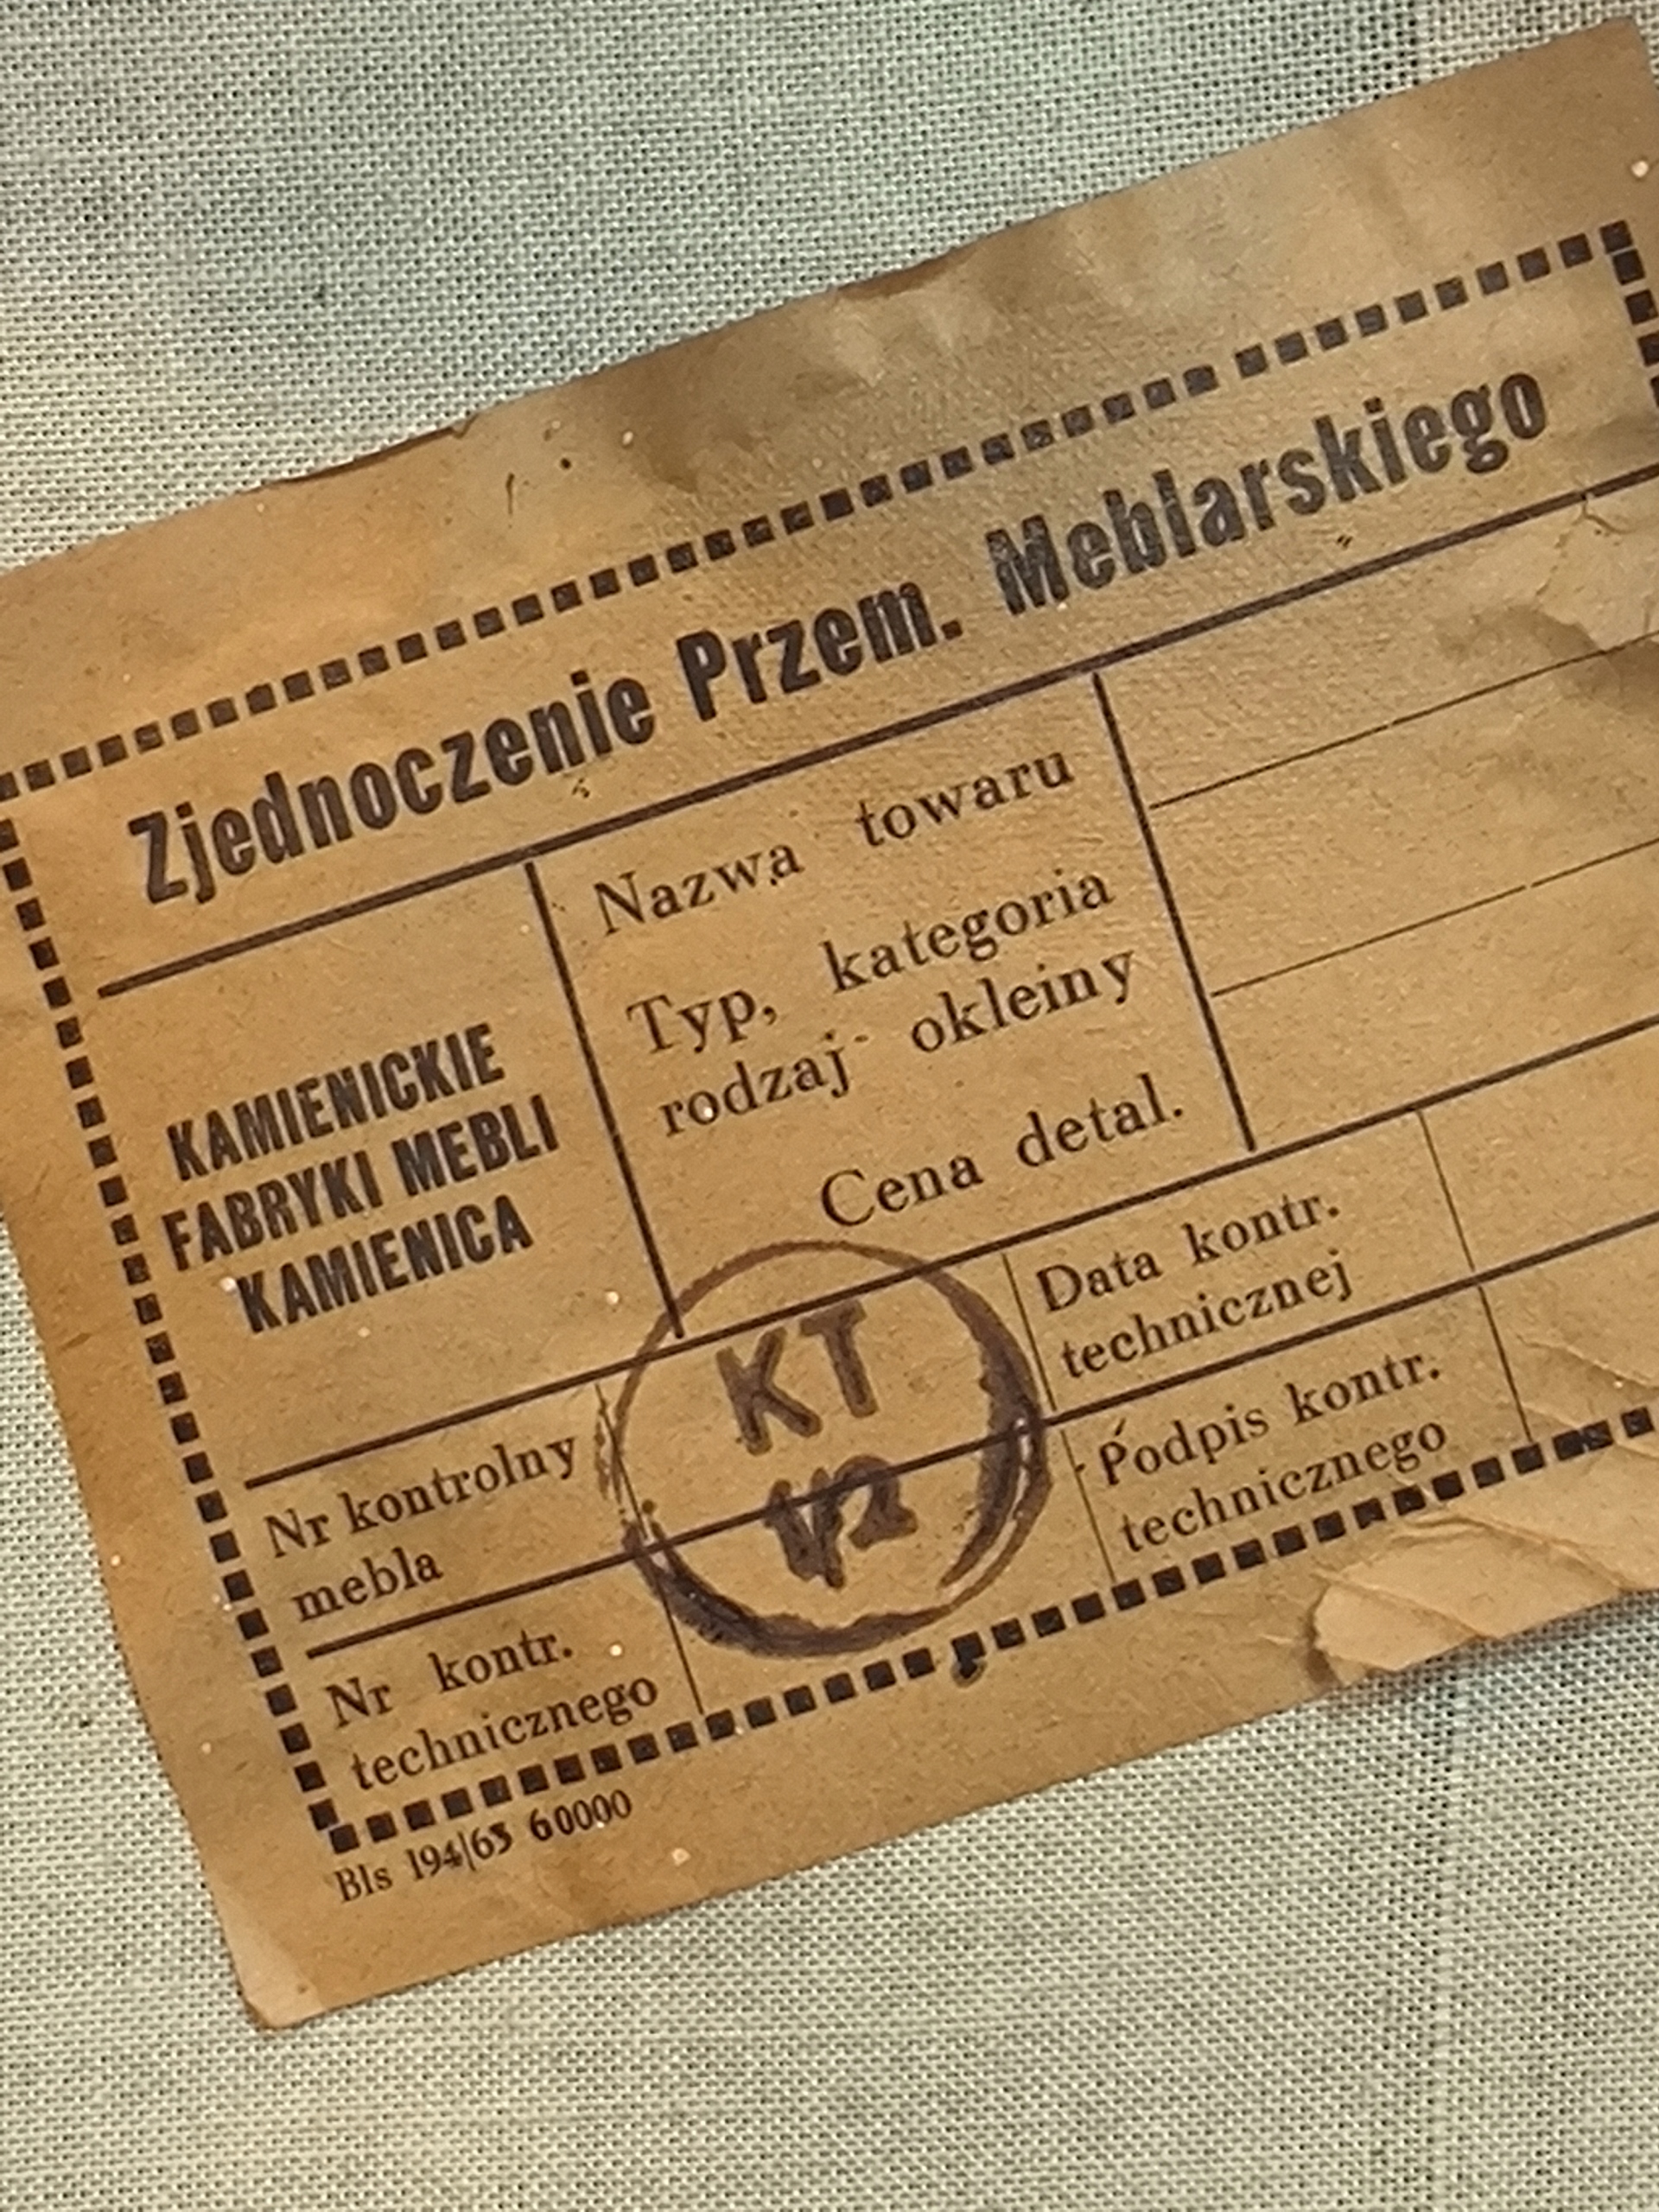 Zjednoczenie Przem. Meblarskiego
KAMIENICKIE
FABRYKI MEBLI
KAMIENICA
Nazwa towaru
Typ, kategoria
rodzaj okleiny
Cena detal.
Nr kontrolny
mebla
KT
Data kontr.
technicznej
Nr kontr.
technicznego
Podpis kontr.
technicznego
Bls 194/63 60000